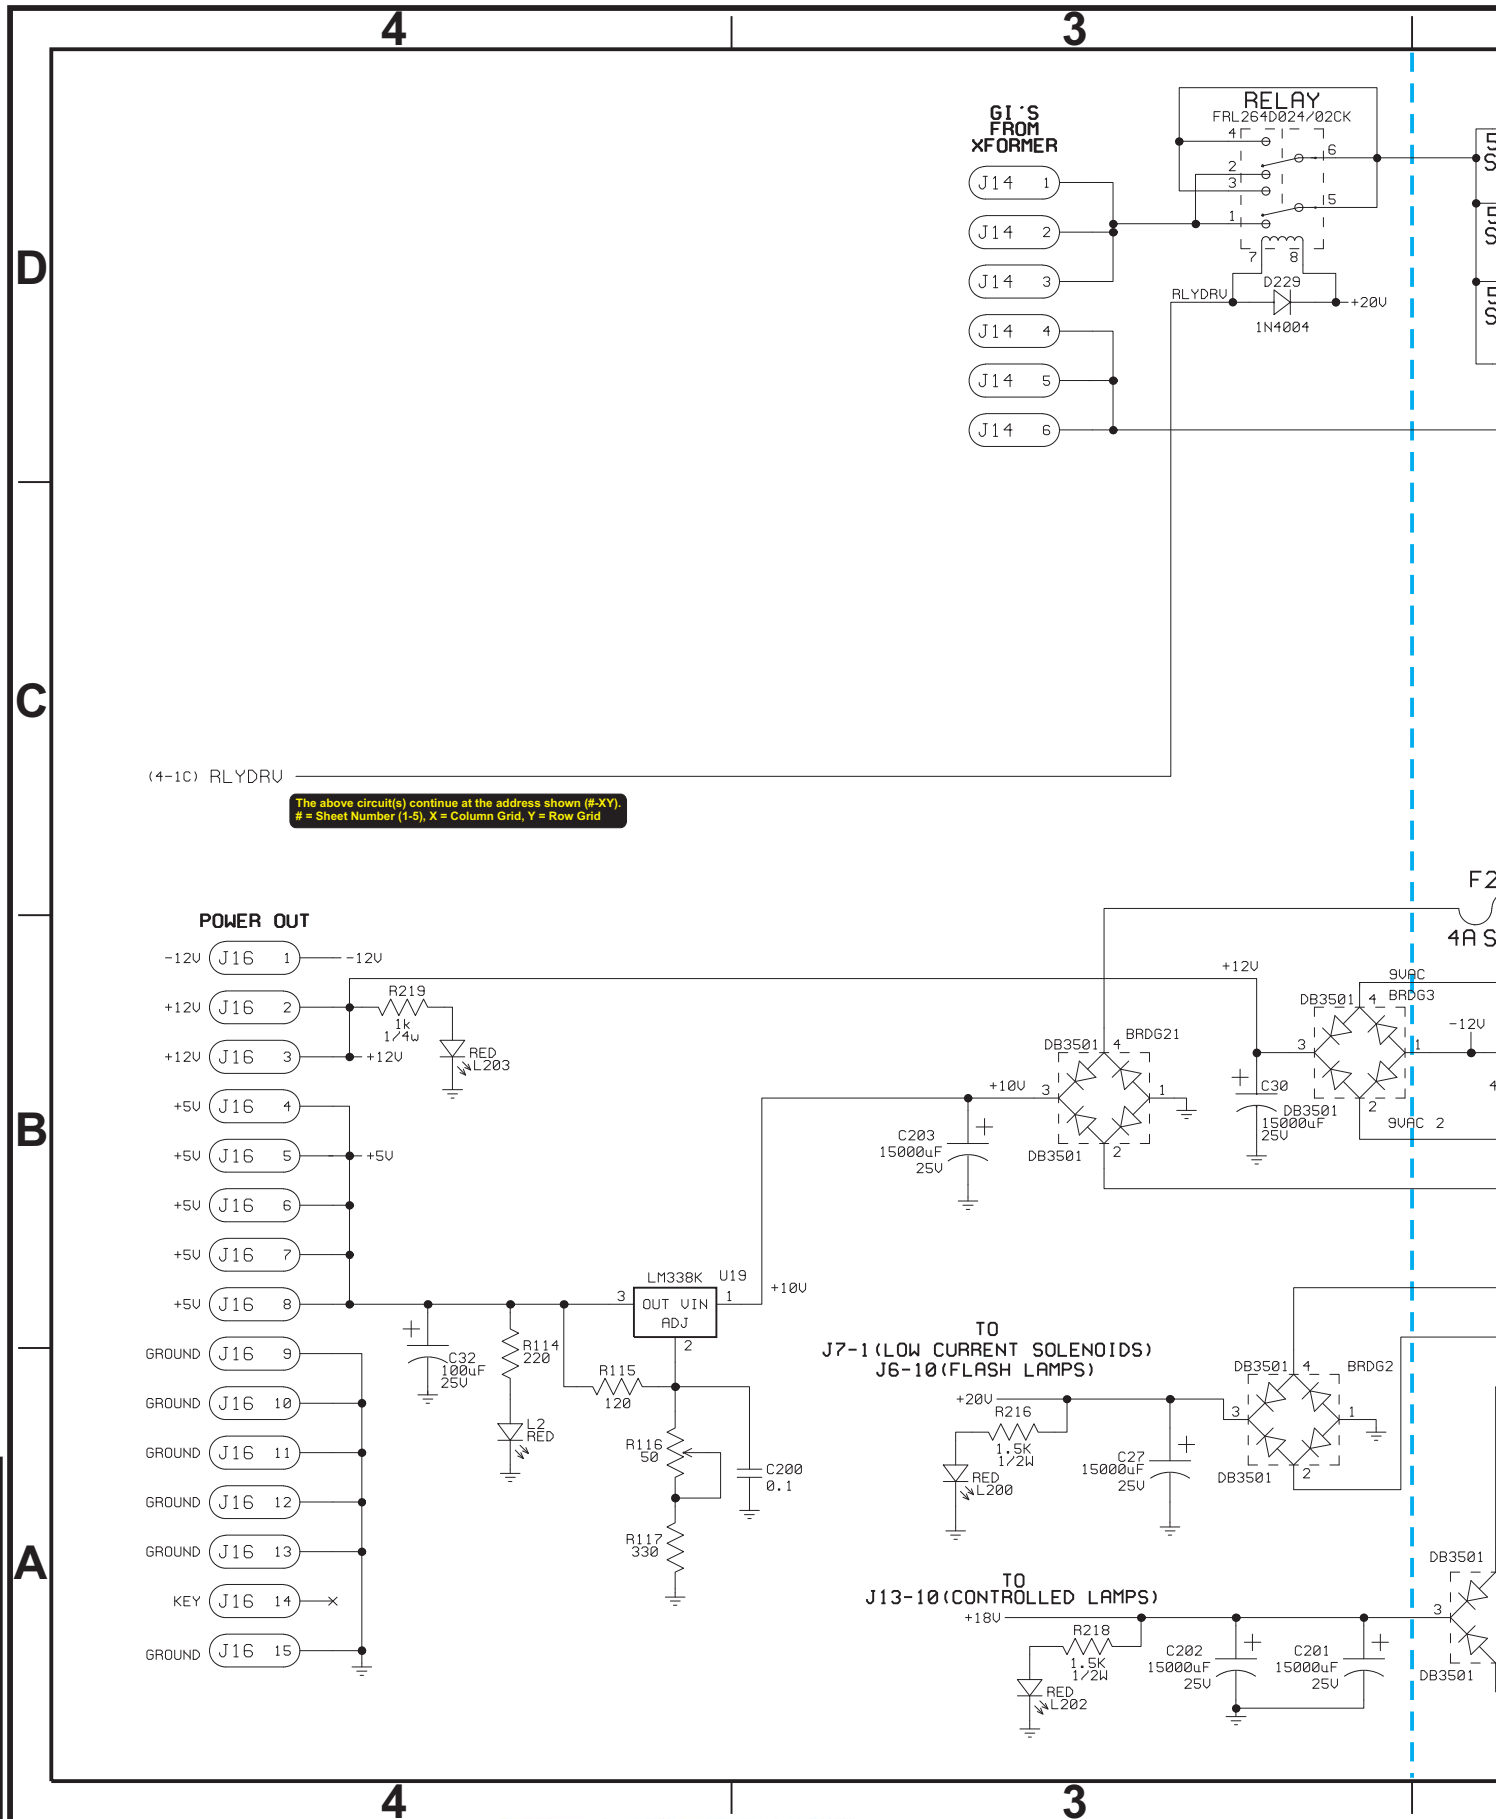 4
3
GI'S
FROM
XFORMER
RELAY
FRL264D024/02CK
4
6
2
3
5
1
7
8
J14 1
J14 2
J14 3
J14 4
J14 5
J14 6
RLYDRV
D229
+20V
1N4004
5
S
5
S
5
S
D
C
B
A
(4-1C) RLYDRV
The above circuit(s) continue at the address shown (#-XY).
# = Sheet Number (1-5), X = Column Grid, Y = Row Grid
F2
4A S
POWER OUT
-12V J16 1 -12V
+12V J16 2
+12V J16 3 +12V
+5V J16 4
+5V J16 5 +5V
+5V J16 6
+5V J16 7
+5V J16 8
GROUND J16 9
GROUND J16 10
GROUND J16 11
GROUND J16 12
GROUND J16 13
KEY J16 14
GROUND J16 15
R219
1k
1/4w
RED
L203
+12V
9VAC
DB3501 4 BRDG3
3
1
-12V
2
9VAC 2
4
C30
DB3501
15000uF
25V
DB3501 4 BRDG21
+10V
3
1
2
DB3501
C203
15000uF
25V
LM338K U19
3 OUT VIN 1
ADJ
2
+10V
C32
100uF
25V
R114
220
L2
RED
R115
120
R116
50
C200
0.1
R117
330
TO
J7-1(LOW CURRENT SOLENOIDS)
J6-10(FLASH LAMPS)
+20V
R216
1.5K
1/2W
RED
L200
C27
15000uF
25V
DB3501 4 BRDG2
3
1
2
DB3501
TO
J13-10(CONTROLLED LAMPS)
+18V
R218
1.5K
1/2W
RED
L202
C202
15000uF
25V
C201
15000uF
25V
DB3501
3
DB3501
4
3